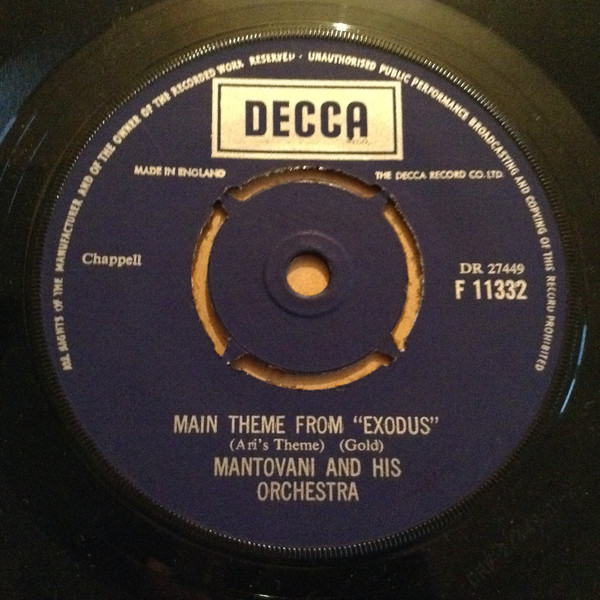 ALL RIGHTS OF THE MANUFACTURER AND OF THE OWNER OF THE RECORDED WORK RESERVED · UNAUTHORISED PUBLIC PERFORMANCE BROADCASTING AND COPYING OF THIS RECORD PROHIBITED
DECCA
MADE IN ENGLAND
THE DECCA RECORD CO. LTD.
Chappell
DR 27449
F 11332
MAIN THEME FROM "EXODUS"
(Ari's Theme) (Gold)
MANTOVANI AND HIS
ORCHESTRA